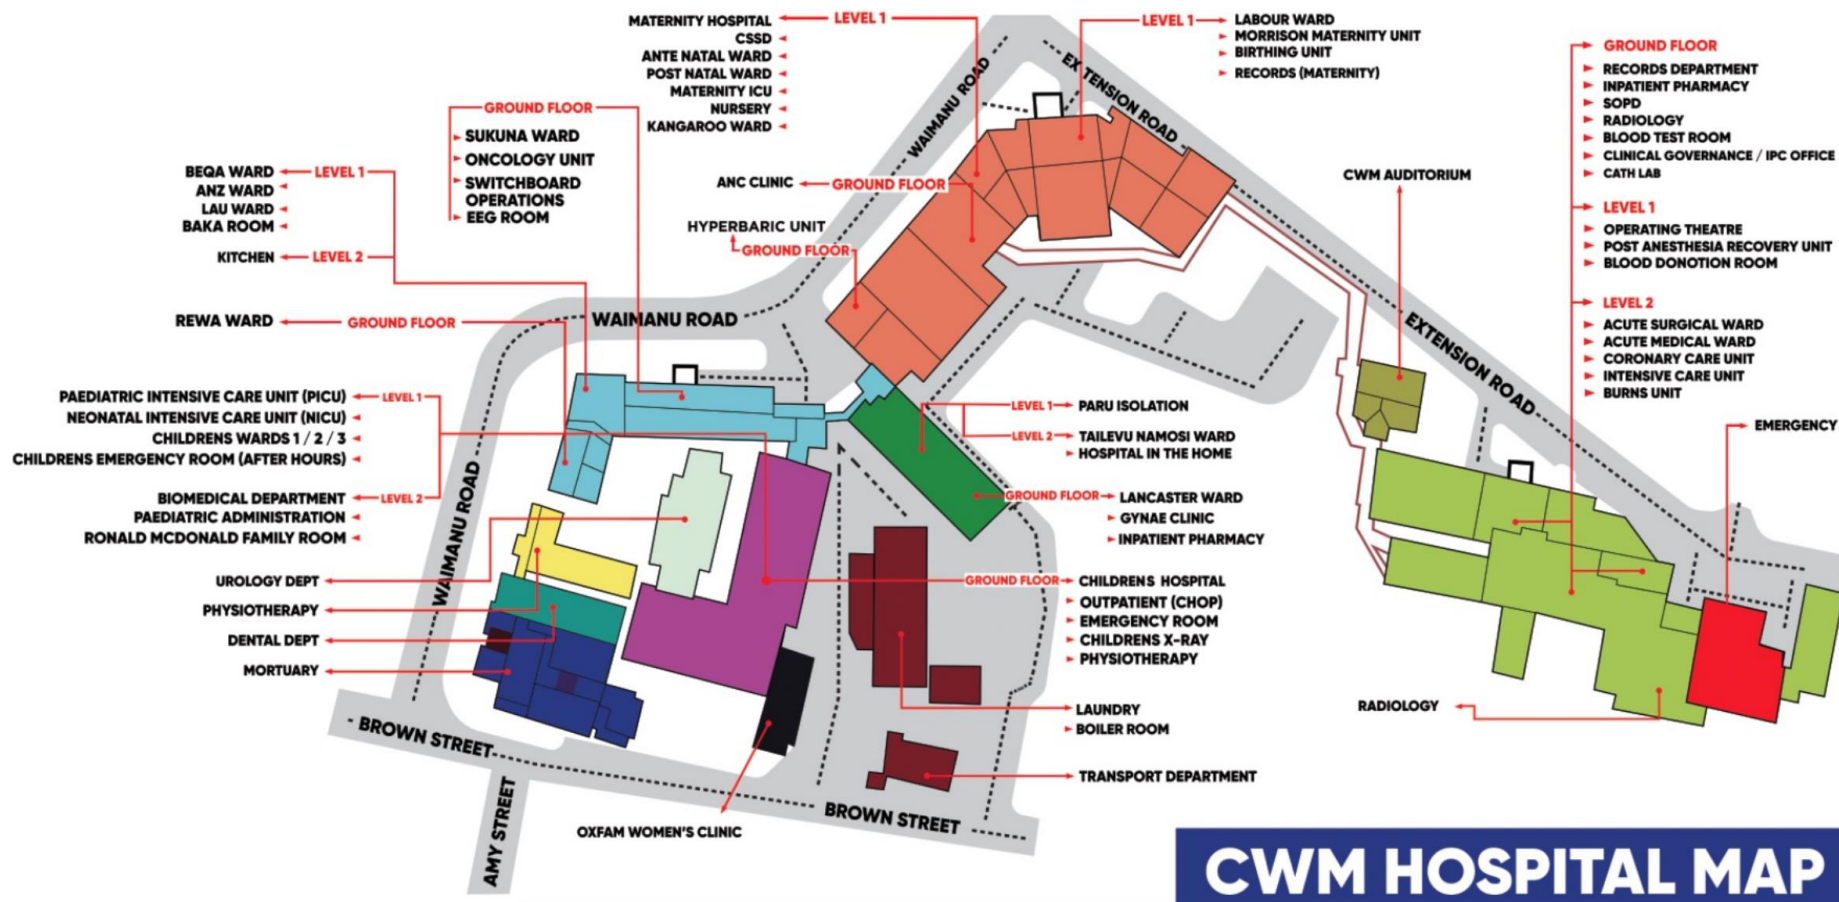 MATERNITY HOSPITAL
CSSD
ANTE NATAL WARD
POST NATAL WARD
MATERNITY ICU
NURSERY
KANGAROO WARD
LEVEL 1
LEVEL 1
LABOUR WARD
MORRISON MATERNITY UNIT
BIRTHING UNIT
RECORDS (MATERNITY)
GROUND FLOOR
RECORDS DEPARTMENT
INPATIENT PHARMACY
SOPD
RADIOLOGY
BLOOD TEST ROOM
CLINICAL GOVERNANCE / IPC OFFICE
CATH LAB
LEVEL 1
OPERATING THEATRE
POST ANESTHESIA RECOVERY UNIT
BLOOD DONOTION ROOM
LEVEL 2
ACUTE SURGICAL WARD
ACUTE MEDICAL WARD
CORONARY CARE UNIT
INTENSIVE CARE UNIT
BURNS UNIT
EMERGENCY
GROUND FLOOR
SUKUNA WARD
ONCOLOGY UNIT
SWITCHBOARD
OPERATIONS
EEG ROOM
BEQA WARD
ANZ WARD
LAU WARD
BAKA ROOM
LEVEL 1
KITCHEN
LEVEL 2
REWA WARD
GROUND FLOOR
ANC CLINIC
GROUND FLOOR
HYPERBARIC UNIT
GROUND FLOOR
WAIMANU ROAD
EX TENSION ROAD
WAIMANU ROAD
CWM AUDITORIUM
EXTENSION ROAD
PAEDIATRIC INTENSIVE CARE UNIT (PICU)
LEVEL 1
NEONATAL INTENSIVE CARE UNIT (NICU)
CHILDRENS WARDS 1 / 2 / 3
CHILDRENS EMERGENCY ROOM (AFTER HOURS)
BIOMEDICAL DEPARTMENT
LEVEL 2
PAEDIATRIC ADMINISTRATION
RONALD MCDONALD FAMILY ROOM
WAIMANU ROAD
UROLOGY DEPT
PHYSIOTHERAPY
DENTAL DEPT
MORTUARY
LEVEL 1
PARU ISOLATION
LEVEL 2
TAILEVU NAMOSI WARD
HOSPITAL IN THE HOME
GROUND FLOOR
LANCASTER WARD
GYNAE CLINIC
INPATIENT PHARMACY
GROUND FLOOR
CHILDRENS HOSPITAL
OUTPATIENT (CHOP)
EMERGENCY ROOM
CHILDRENS X-RAY
PHYSIOTHERAPY
LAUNDRY
BOILER ROOM
TRANSPORT DEPARTMENT
RADIOLOGY
BROWN STREET
AMY STREET
OXFAM WOMEN'S CLINIC
BROWN STREET
CWM HOSPITAL MAP